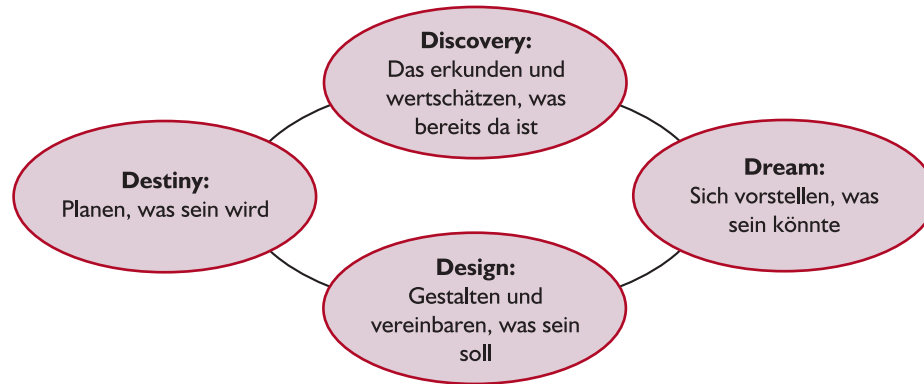 Discovery:
Das erkunden und
wertschätzen, was
bereits da ist
Dream:
Sich vorstellen, was
sein könnte
Design:
Gestalten und
vereinbaren, was sein
soll
Destiny:
Planen, was sein wird